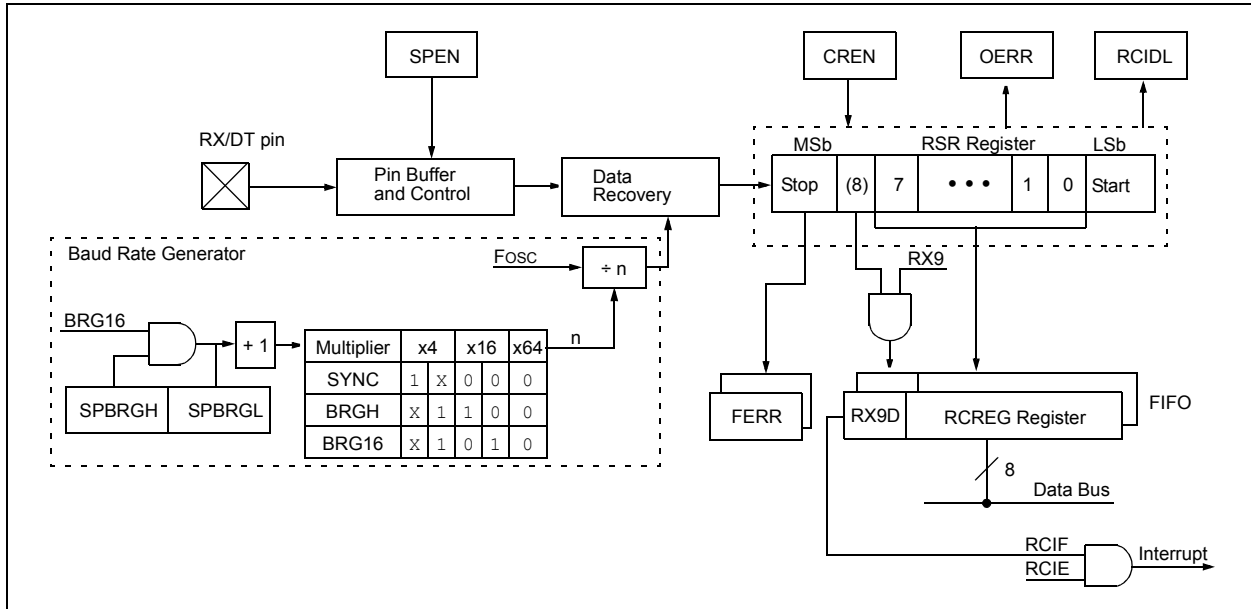 SPEN
CREN
OERR
RCIDL
RX/DT pin
Pin Buffer
and Control
Data
Recovery
MSb
RSR Register
LSb
Stop (8) 7 • • • 1 0 Start
Baud Rate Generator
FOSC
÷ n
RX9
BRG16
+ 1
n
Multiplier x4 x16 x64
SYNC 1 X 0 0 0
BRGH X 1 1 0 0
BRG16 X 1 0 1 0
SPBRGH SPBRGL
FERR
RX9D
RCREG Register
FIFO
8
Data Bus
RCIF
RCIE
Interrupt